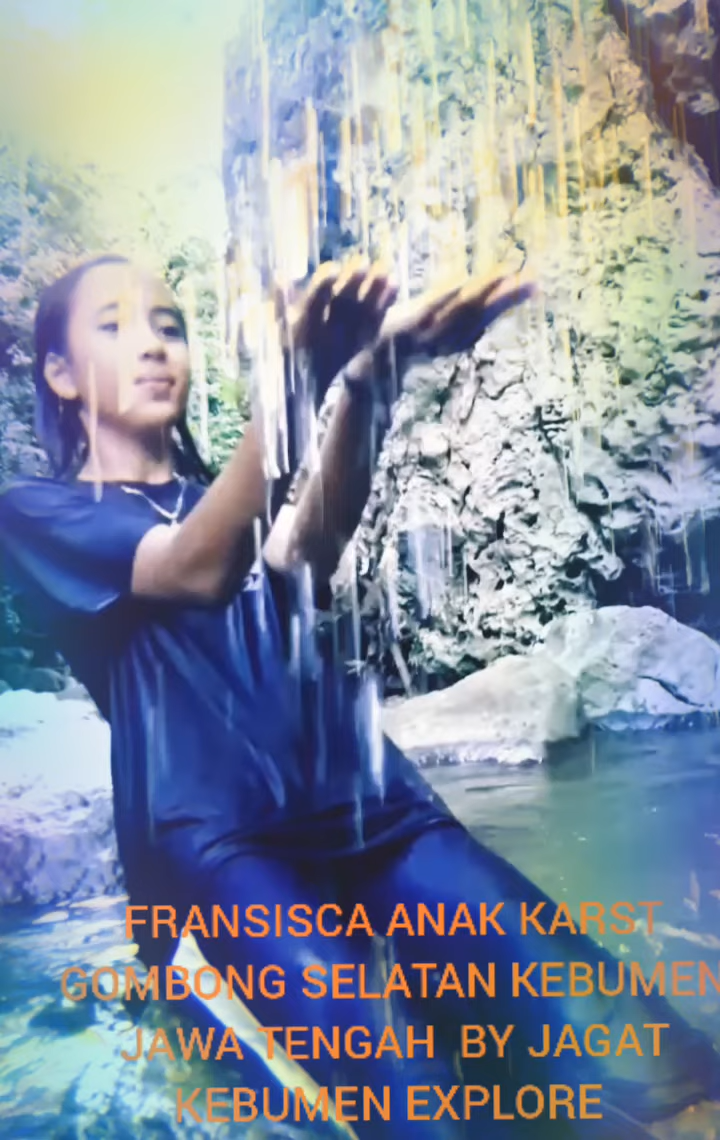 FRANSISCA ANAK KARST
GOMBONG SELATAN KEBUMEN
JAWA TENGAH BY JAGAT
KEBUMEN EXPLORE